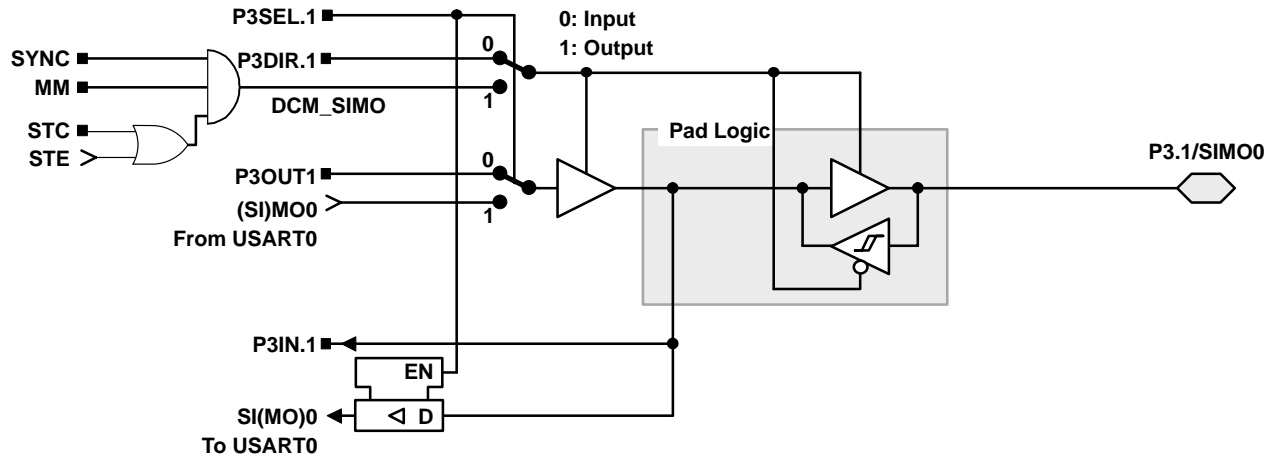 P3SEL.1
0: Input
1: Output
SYNC
P3DIR.1
0
MM
1
DCM_SIMO
STC
STE
Pad Logic
P3.1/SIMO0
0
P3OUT1
(SI)MO0
1
From USART0
P3IN.1
EN
SI(MO)0
D
To USART0